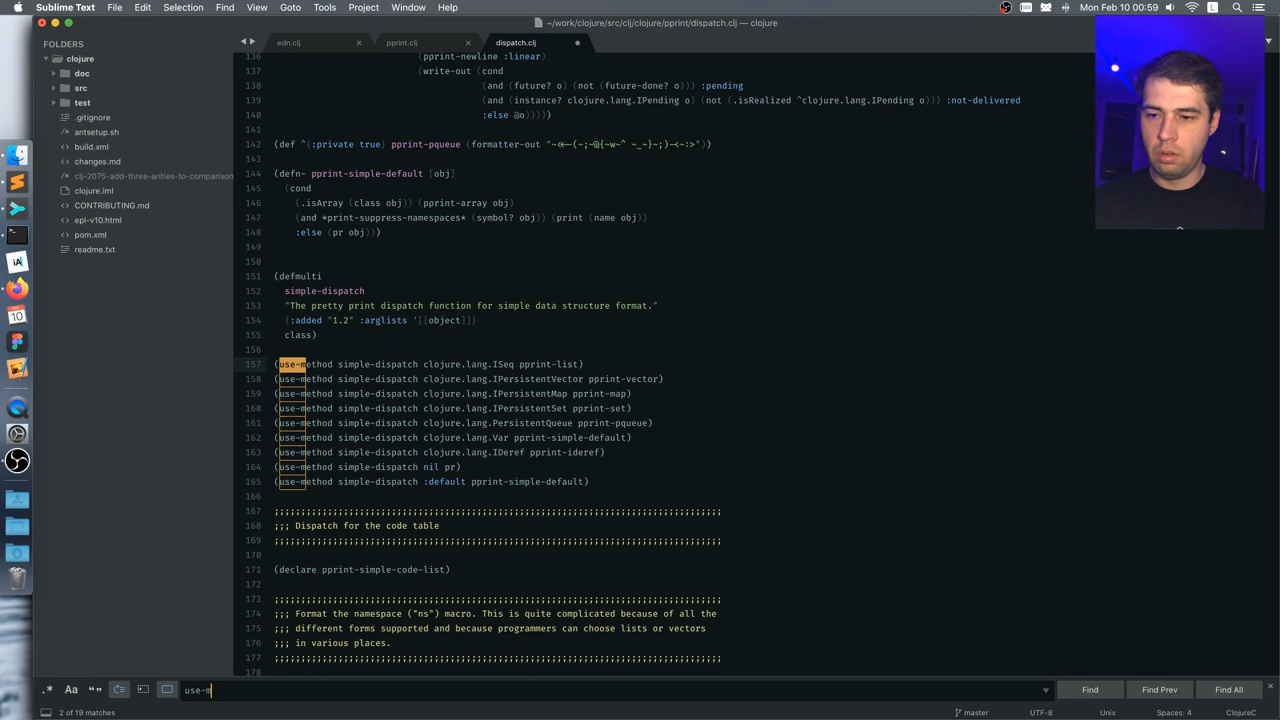 Sublime Text File Edit Selection Find View Goto Tools Project Window Help
Mon Feb 10 00:59
~/work/clojure/src/clj/clojure/pprint/dispatch.clj — clojure
edn.clj
pprint.clj
dispatch.clj
FOLDERS
clojure
doc
src
test
.gitignore
antsetup.sh
build.xml
changes.md
clj-2075-add-three-arities-to-comparison
clojure.iml
CONTRIBUTING.md
epl-v10.html
pom.xml
readme.txt
136 (pprint-newline :linear)
137 (write-out (cond
138 (and (future? o) (not (future-done? o))) :pending
139 (and (instance? clojure.lang.IPending o) (not (.isRealized ^clojure.lang.IPending o))) :not-delivered
140 :else @o)))))
141
142 (def ^{:private true} pprint-pqueue (formatter-out "~<<-(~;~@{~w~^ ~_~}~;)-<~:>"))
143
144 (defn- pprint-simple-default [obj]
145 (cond
146 (.isArray (class obj)) (pprint-array obj)
147 (and *print-suppress-namespaces* (symbol? obj)) (print (name obj))
148 :else (pr obj)))
149
150
151 (defmulti
152 simple-dispatch
153 "The pretty print dispatch function for simple data structure format."
154 {:added "1.2" :arglists '[[object]]}
155 class)
156
157 (use-method simple-dispatch clojure.lang.ISeq pprint-list)
158 (use-method simple-dispatch clojure.lang.IPersistentVector pprint-vector)
159 (use-method simple-dispatch clojure.lang.IPersistentMap pprint-map)
160 (use-method simple-dispatch clojure.lang.IPersistentSet pprint-set)
161 (use-method simple-dispatch clojure.lang.PersistentQueue pprint-pqueue)
162 (use-method simple-dispatch clojure.lang.Var pprint-simple-default)
163 (use-method simple-dispatch clojure.lang.IDeref pprint-ideref)
164 (use-method simple-dispatch nil pr)
165 (use-method simple-dispatch :default pprint-simple-default)
166
167 ;;;;;;;;;;;;;;;;;;;;;;;;;;;;;;;;;;;;;;;;;;;;;;;;;;;;;;;;;;;;;;;;;;;;;;;;;;;;;;;;;;;;
168 ;;; Dispatch for the code table
169 ;;;;;;;;;;;;;;;;;;;;;;;;;;;;;;;;;;;;;;;;;;;;;;;;;;;;;;;;;;;;;;;;;;;;;;;;;;;;;;;;;;;;
170
171 (declare pprint-simple-code-list)
172
173 ;;;;;;;;;;;;;;;;;;;;;;;;;;;;;;;;;;;;;;;;;;;;;;;;;;;;;;;;;;;;;;;;;;;;;;;;;;;;;;;;;;;;
174 ;;; Format the namespace ("ns") macro. This is quite complicated because of all the
175 ;;; different forms supported and because programmers can choose lists or vectors
176 ;;; in various places.
177 ;;;;;;;;;;;;;;;;;;;;;;;;;;;;;;;;;;;;;;;;;;;;;;;;;;;;;;;;;;;;;;;;;;;;;;;;;;;;;;;;;;;;
178
.* Aa “” use-m Find Find Prev Find All
2 of 19 matches master UTF-8 Unix Spaces: 4 ClojureC